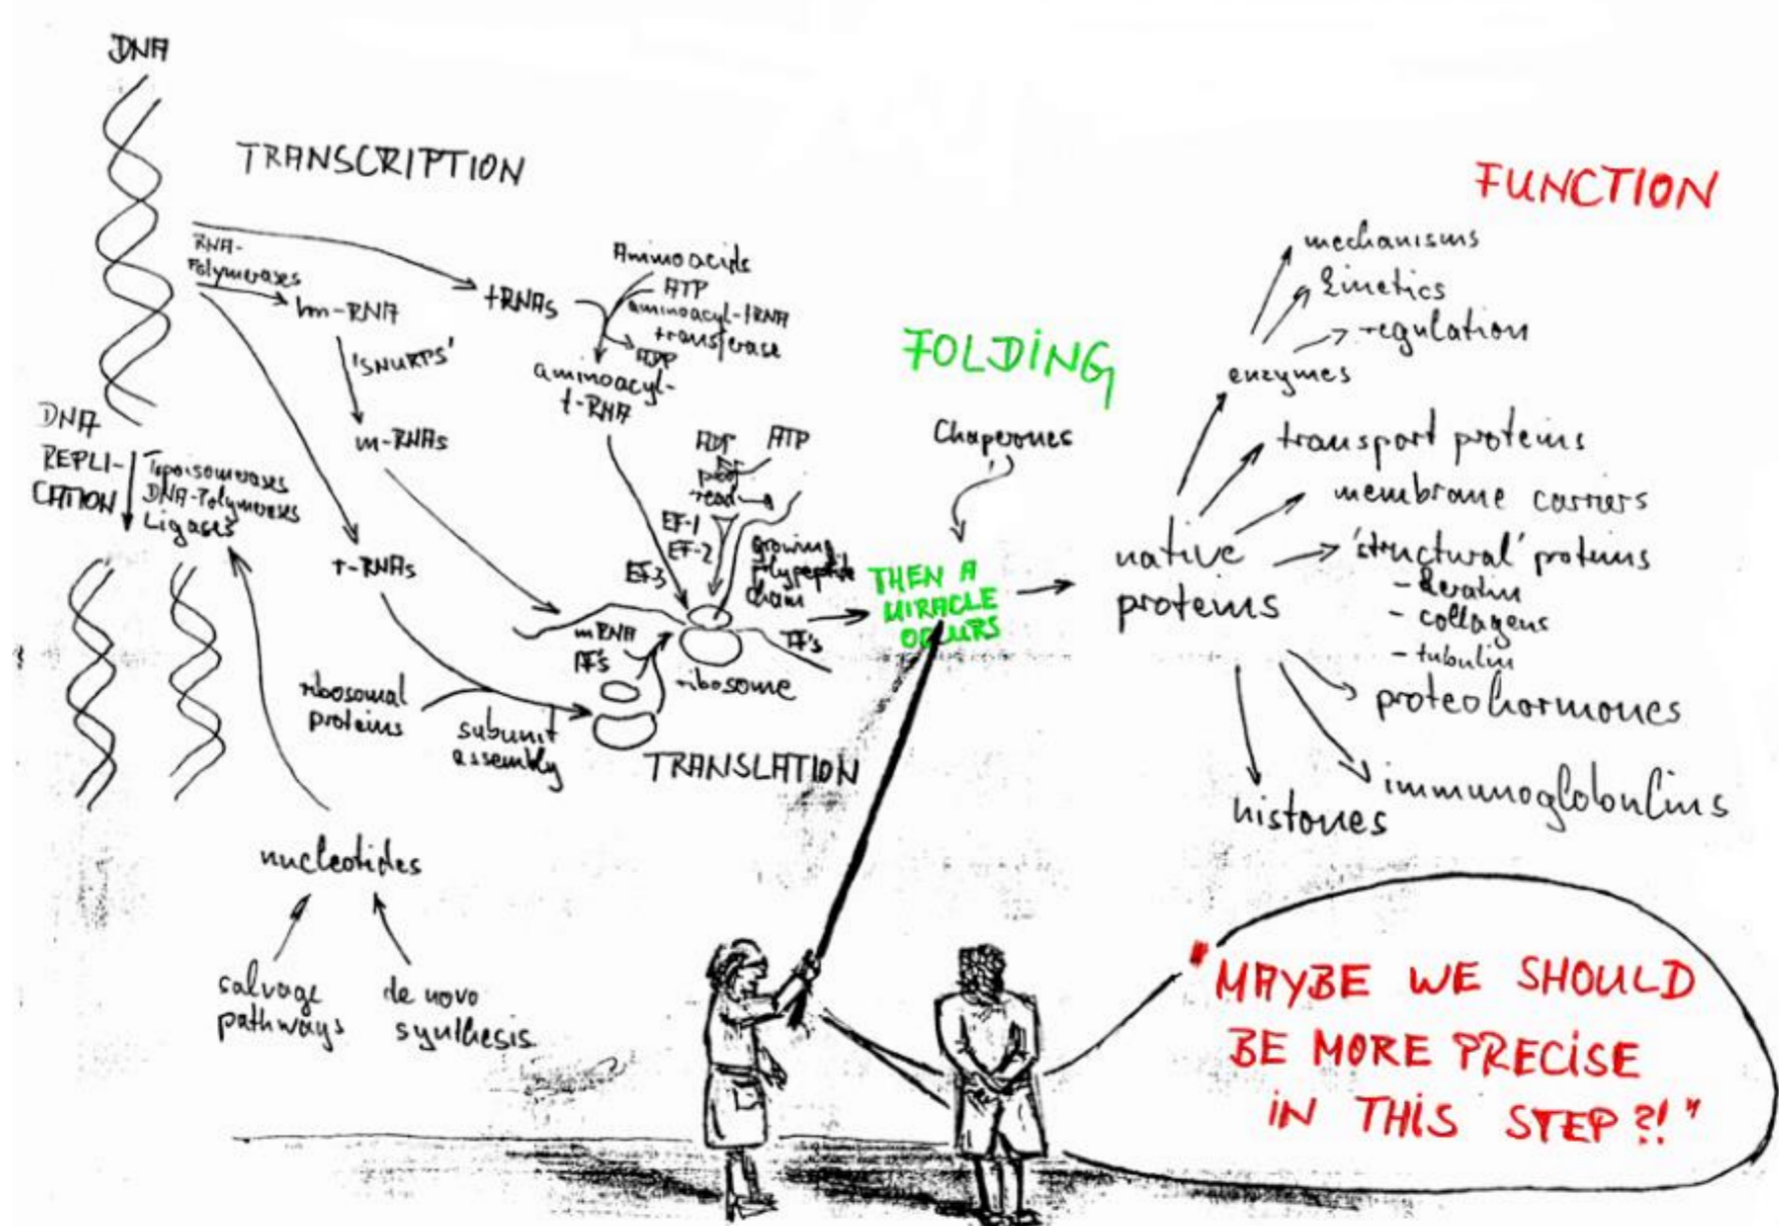 DNA
TRANSCRIPTION
RNA-
Polymerases
hn-RNA
'SNURPS'
m-RNAs
r-RNAs
tRNAs
Aminoacids
ATP
aminoacyl-tRNA
transferase
ADP
aminoacyl-
t-RNA
DNA
REPLI-
CATION
Topoisomerases
DNA-Polymerases
Ligases
nucleotides
salvage
pathways
de novo
synthesis
ribosomal
proteins
subunit
assembly
ADP
ATP
proof
read
EF-1
EF-2
EF-3
growing
polypeptide
chain
mRNA
IF's
TF's
ribosome
TRANSLATION
FOLDING
Chaperones
THEN A
MIRACLE
OCCURS
FUNCTION
mechanisms
kinetics
regulation
enzymes
transport proteins
membrane carriers
native
proteins
'structural' proteins
- keratin
- collagens
- tubulin
proteohormones
immunoglobulins
histones
"MAYBE WE SHOULD
BE MORE PRECISE
IN THIS STEP?!"